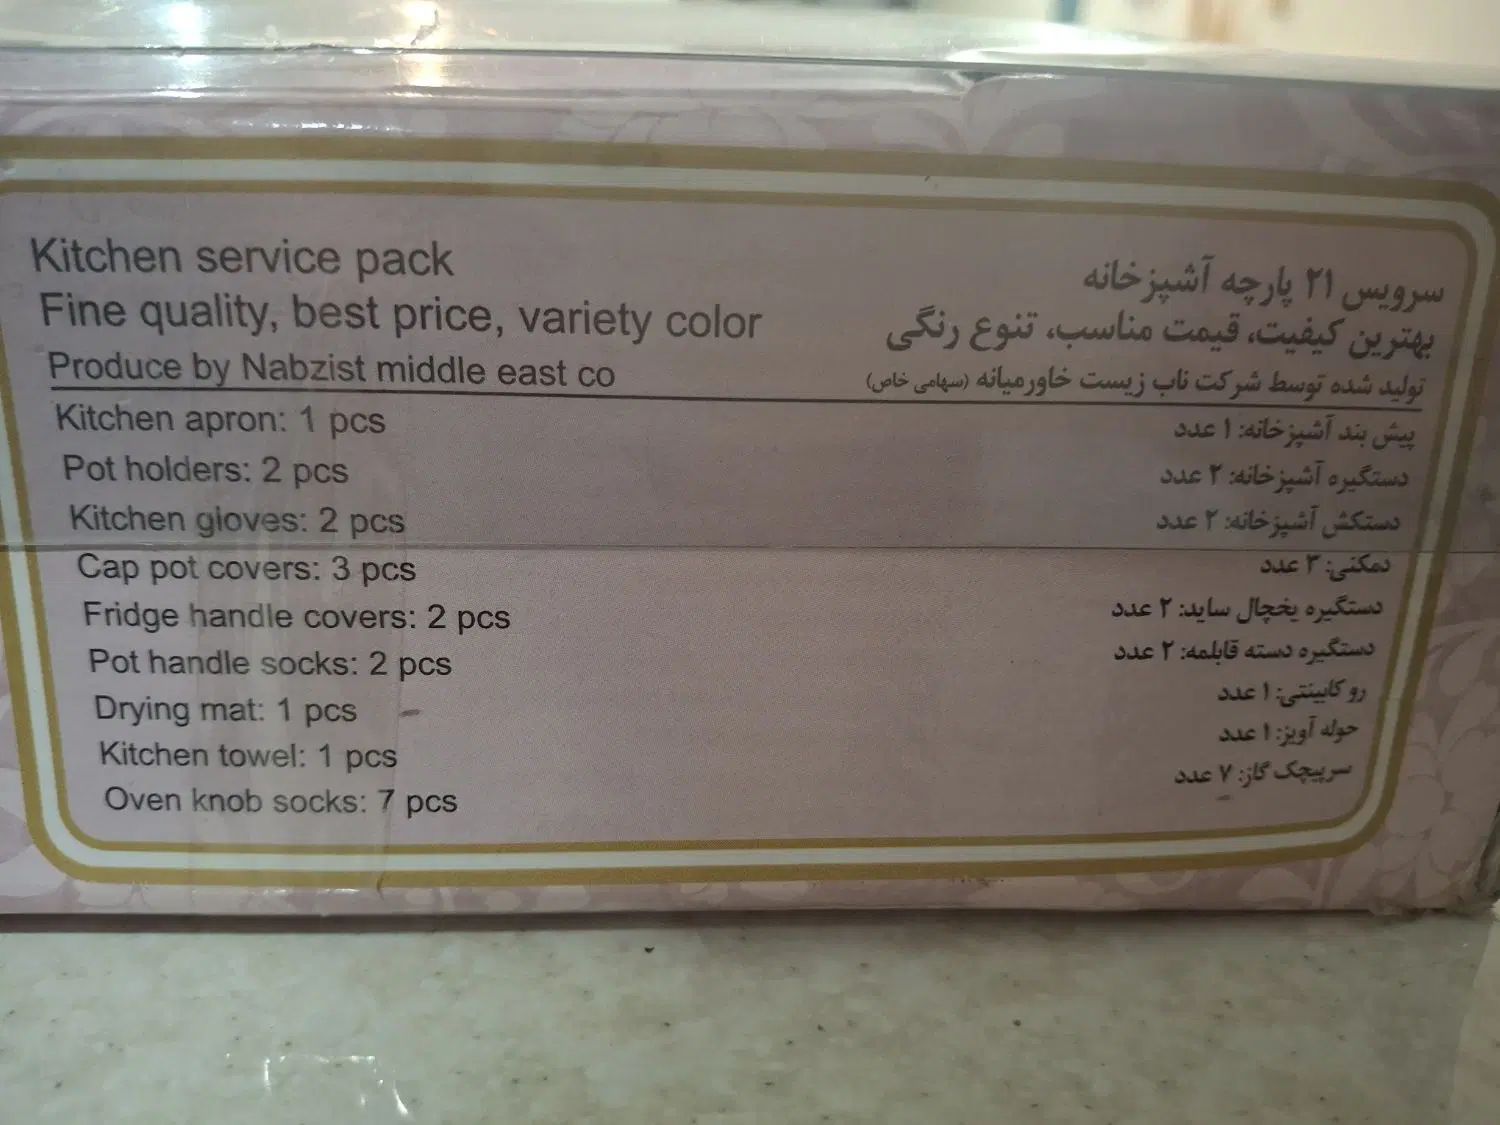 Kitchen service pack
Fine quality, best price, variety color
Produce by Nabzist middle east co
Kitchen apron: 1 pcs
Pot holders: 2 pcs
Kitchen gloves: 2 pcs
Cap pot covers: 3 pcs
Fridge handle covers: 2 pcs
Pot handle socks: 2 pcs
Drying mat: 1 pcs
Kitchen towel: 1 pcs
Oven knob socks: 7 pcs
سرویس ۲۱ پارچه آشپزخانه
بهترین کیفیت، قیمت مناسب، تنوع رنگی
تولید شده توسط شرکت ناب زیست خاورمیانه (سهامی خاص)
پیش بند آشپزخانه: ۱ عدد
دستگیره آشپزخانه: ۲ عدد
دستکش آشپزخانه: ۲ عدد
دمکنی: ۳ عدد
دستگیره یخچال ساید: ۲ عدد
دستگیره دسته قابلمه: ۲ عدد
رو کابینتی: ۱ عدد
حوله آویز: ۱ عدد
سرپیچک گاز: ۷ عدد